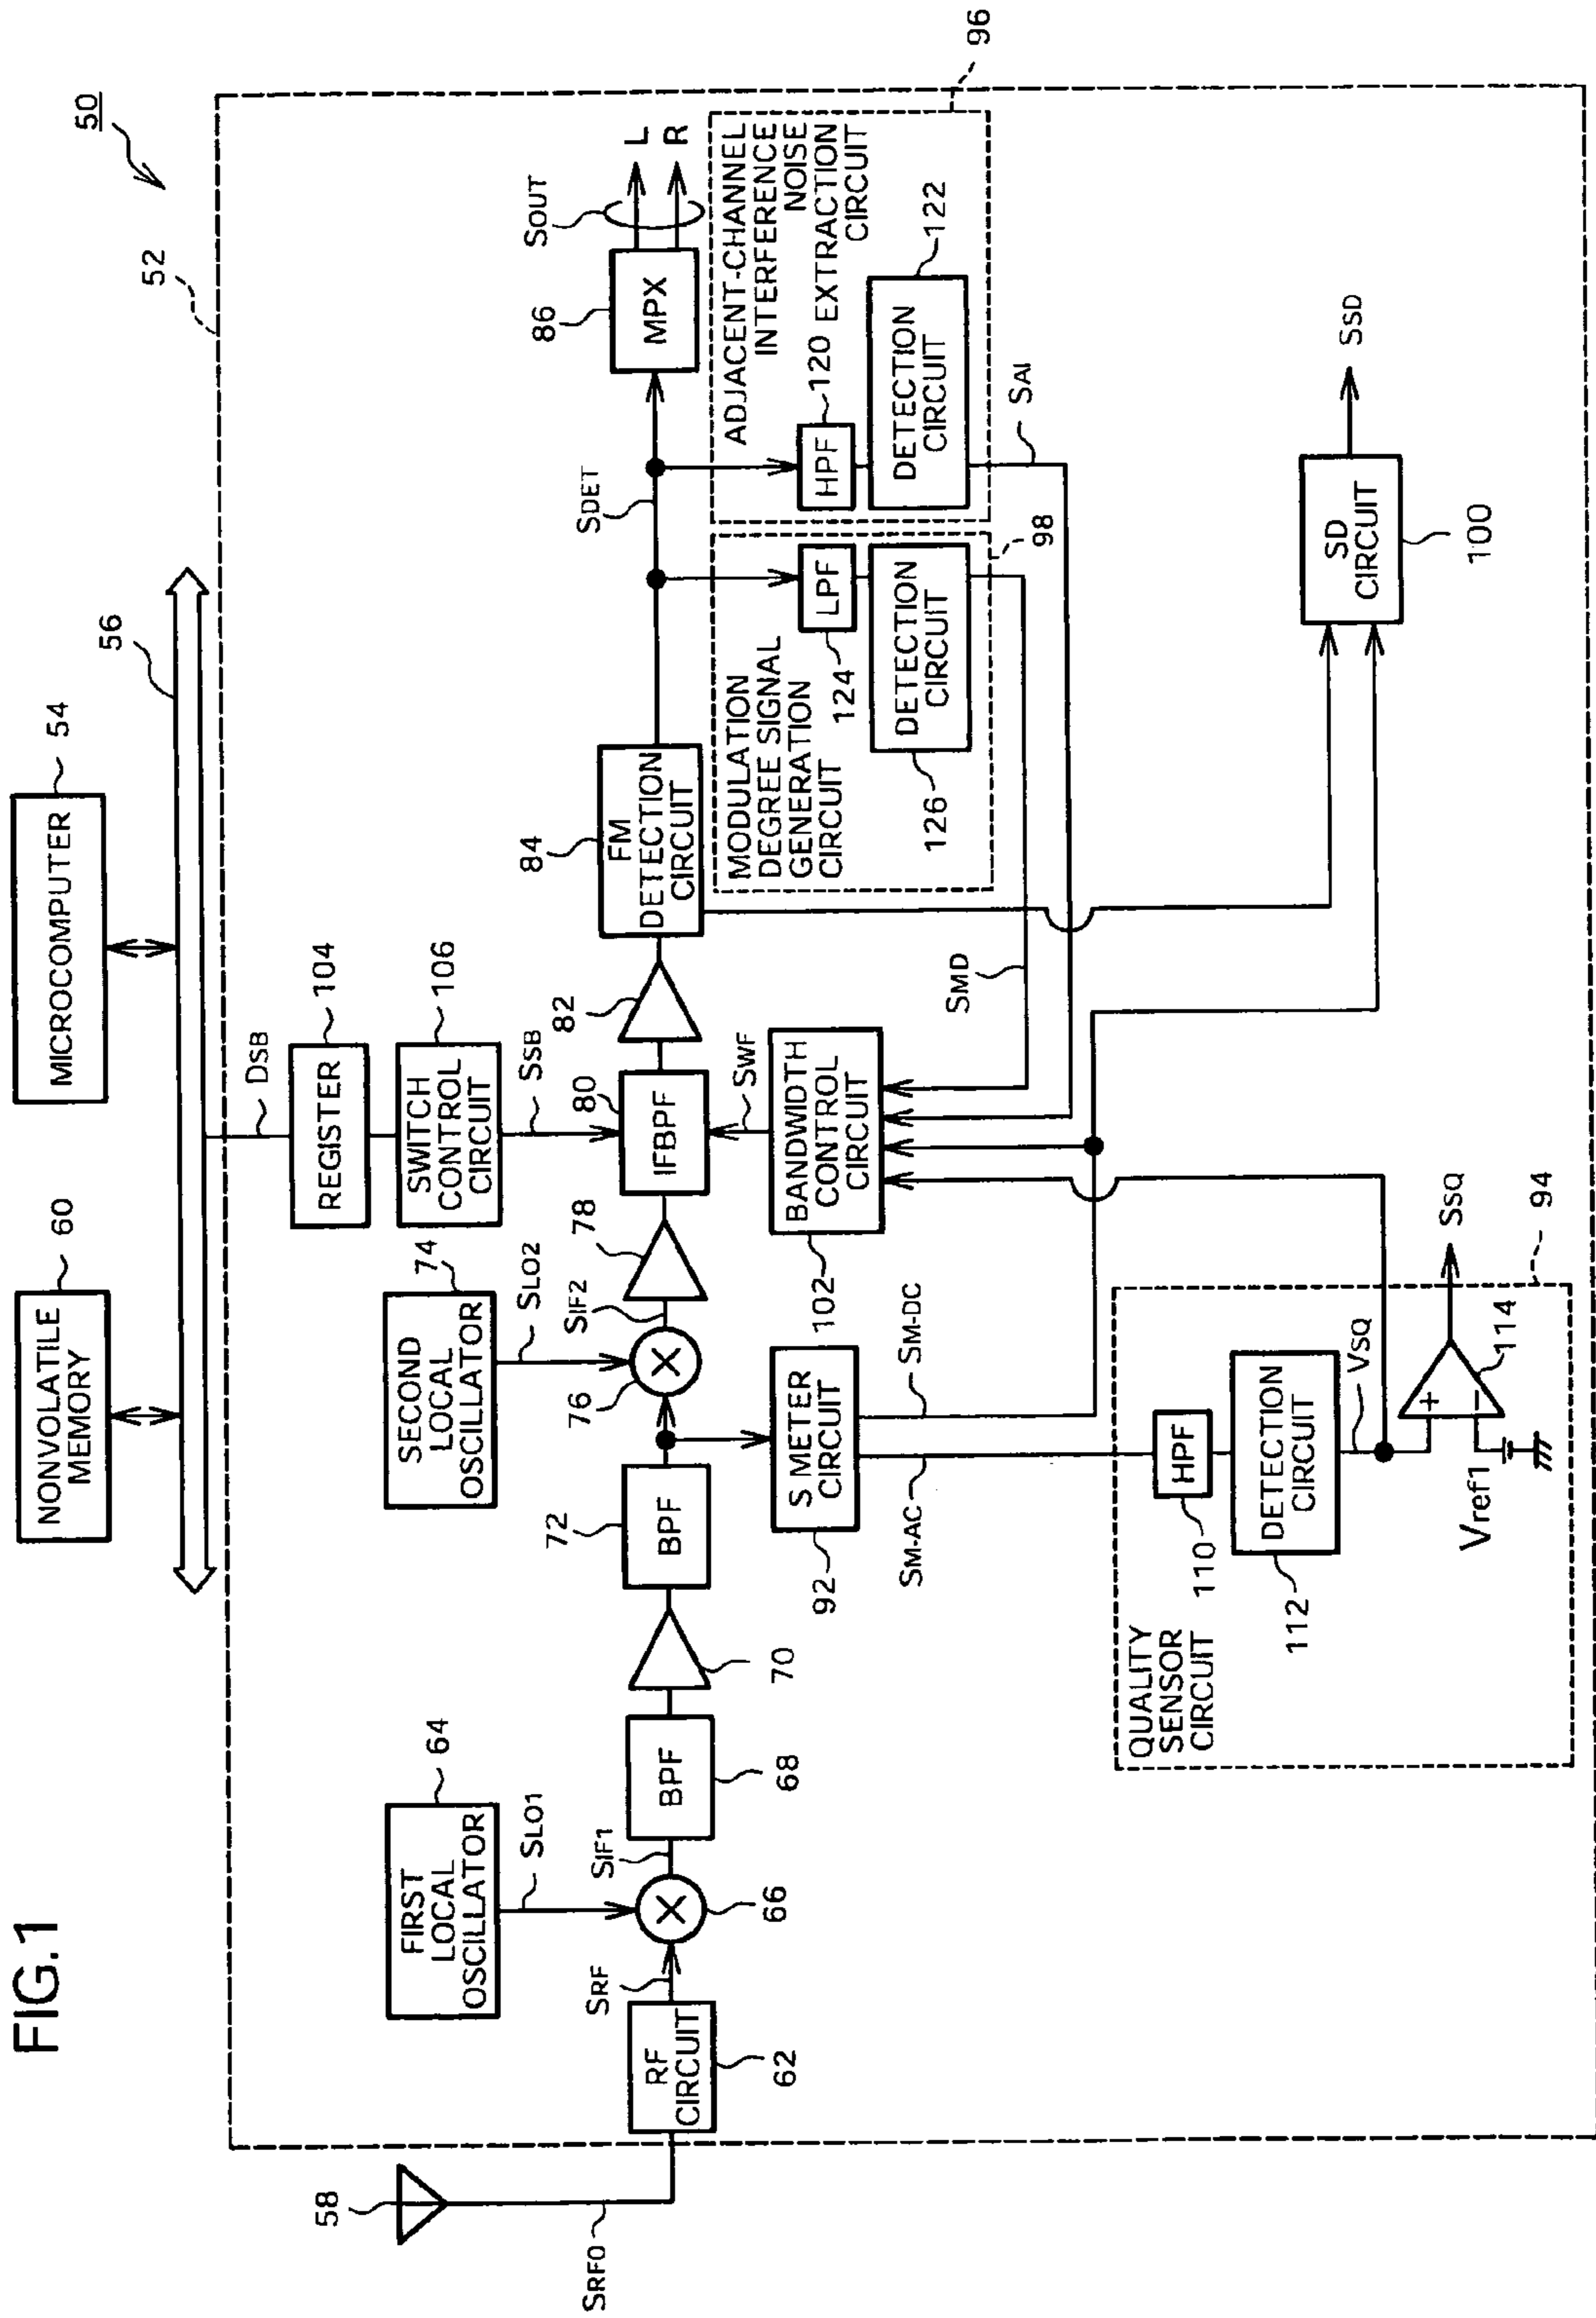 FIG.1
50
52
NONVOLATILE
MEMORY
60
MICROCOMPUTER
54
56
DSB
REGISTER
104
SWITCH
CONTROL
CIRCUIT
106
SSB
FIRST
LOCAL
OSCILLATOR
64
SLO1
SECOND
LOCAL
OSCILLATOR
74
SLO2
58
SRF0
RF
CIRCUIT
62
SRF
66
SIF1
BPF
68
70
BPF
72
76
SIF2
78
IFBPF
80
82
FM
DETECTION
CIRCUIT
84
SDET
MPX
86
SOUT
L
R
S METER
CIRCUIT
92
SM-AC
SM-DC
BANDWIDTH
CONTROL
CIRCUIT
102
SWF
MODULATION
DEGREE SIGNAL
GENERATION
CIRCUIT
LPF
124
DETECTION
CIRCUIT
126
98
SMD
ADJACENT-CHANNEL
INTERFERENCE
NOISE
EXTRACTION
CIRCUIT
HPF
120
DETECTION
CIRCUIT
122
96
SAI
QUALITY
SENSOR
CIRCUIT
HPF
110
DETECTION
CIRCUIT
112
VSQ
+
−
Vref1
114
SSQ
94
SD
CIRCUIT
100
SSD